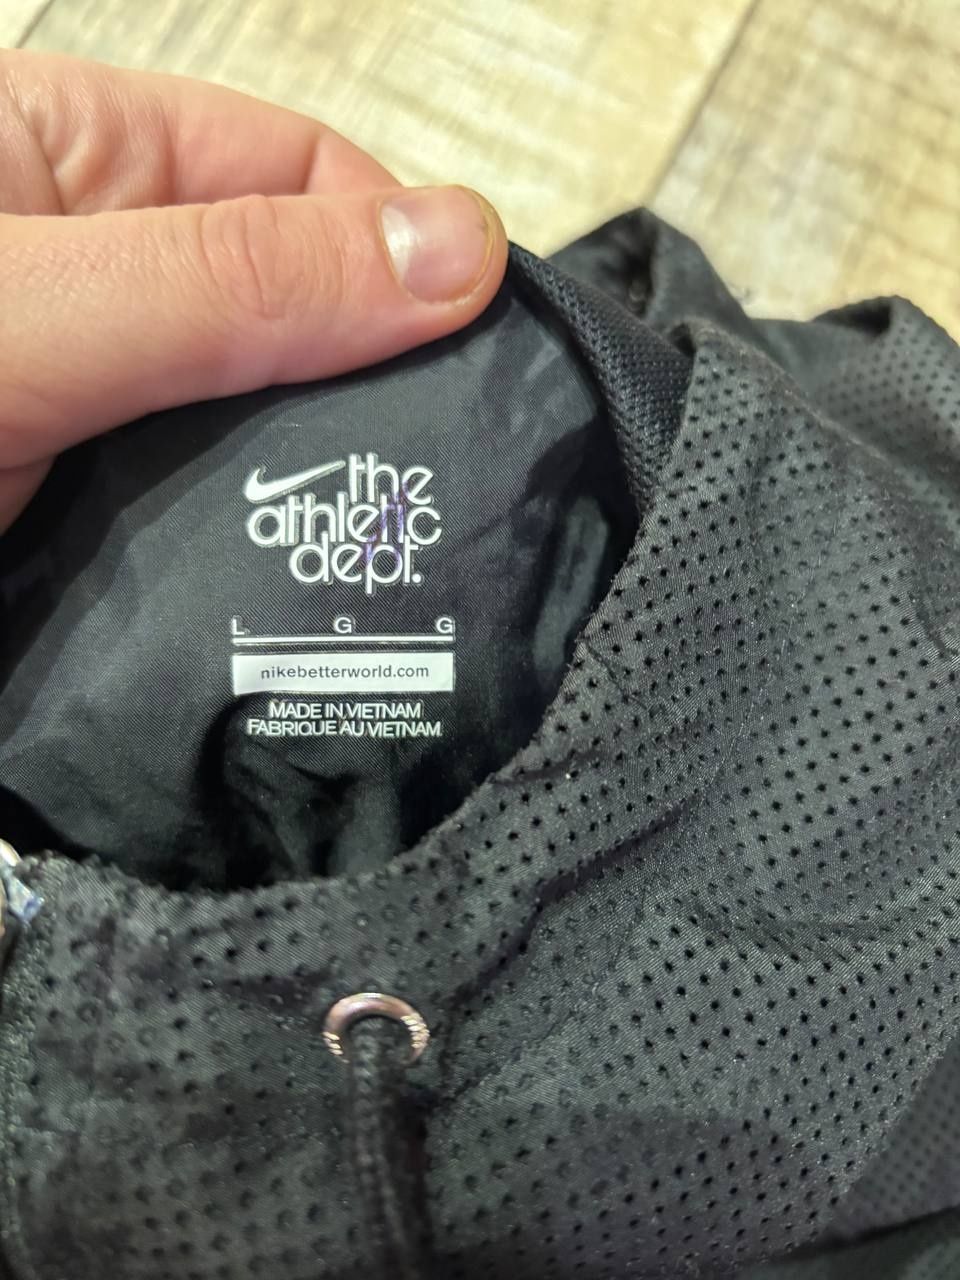 the
athletic
dept.
L G G
nikebetterworld.com
MADE IN VIETNAM
FABRIQUE AU VIETNAM